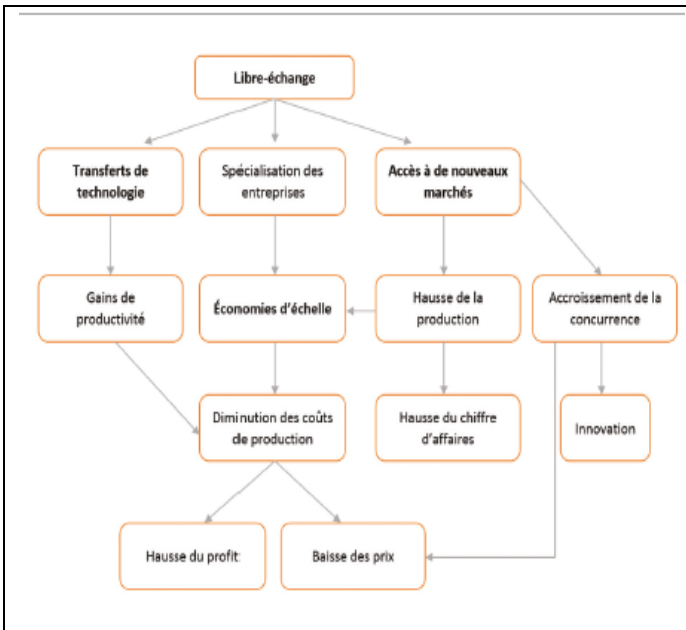 Libre-échange
Transferts de
technologie
Spécialisation des
entreprises
Accès à de nouveaux
marchés
Gains de
productivité
Économies d'échelle
Hausse de la
production
Accroissement de la
concurrence
Diminution des coûts
de production
Hausse du chiffre
d'affaires
Innovation
Hausse du profit
Baisse des prix